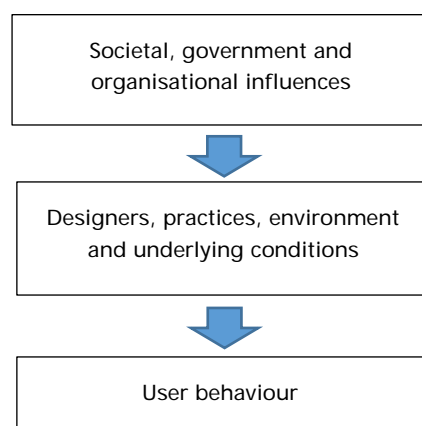 Societal, government and
organisational influences
Designers, practices, environment
and underlying conditions
User behaviour